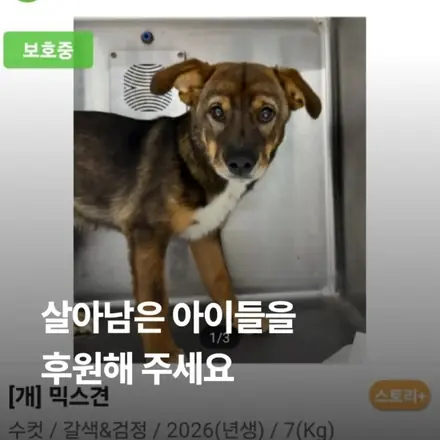 보호중
살아남은 아이들을
1/3
후원해 주세요
[개] 믹스견
스토리+
수컷 / 갈색&검정 / 2026(년생) / 7(Kg)